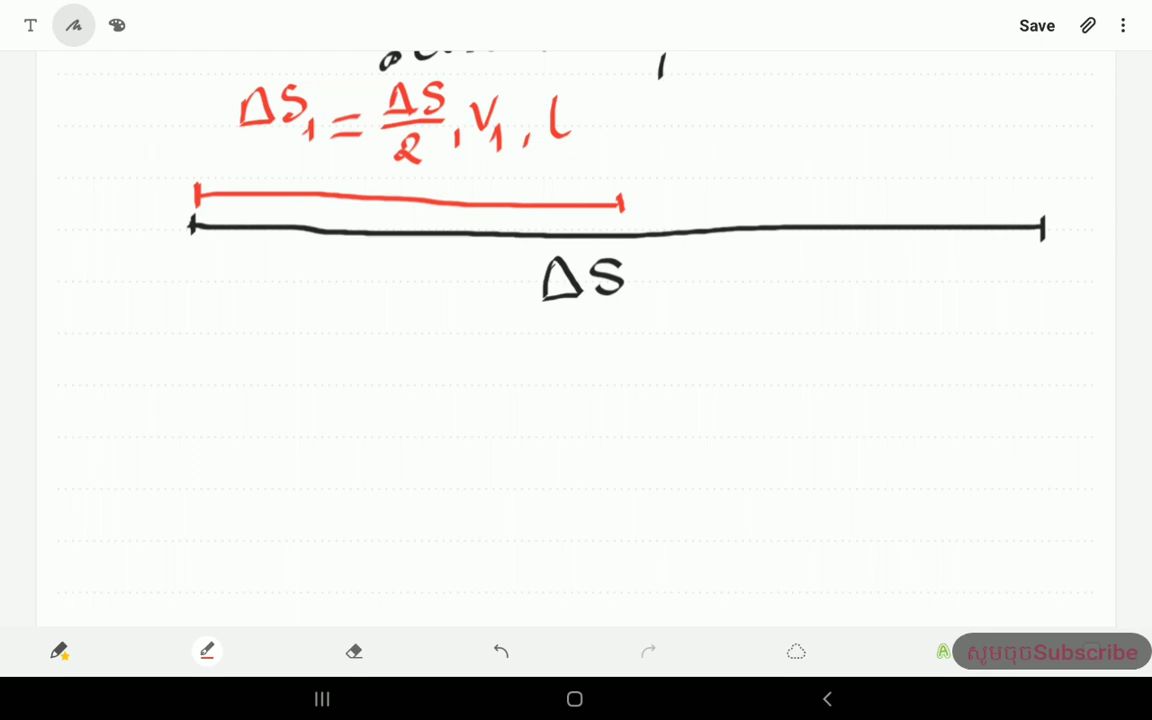 T Save
ΔS₁ = ΔS/2 , V₁ ,
ΔS
A សូមចុចSubscribe